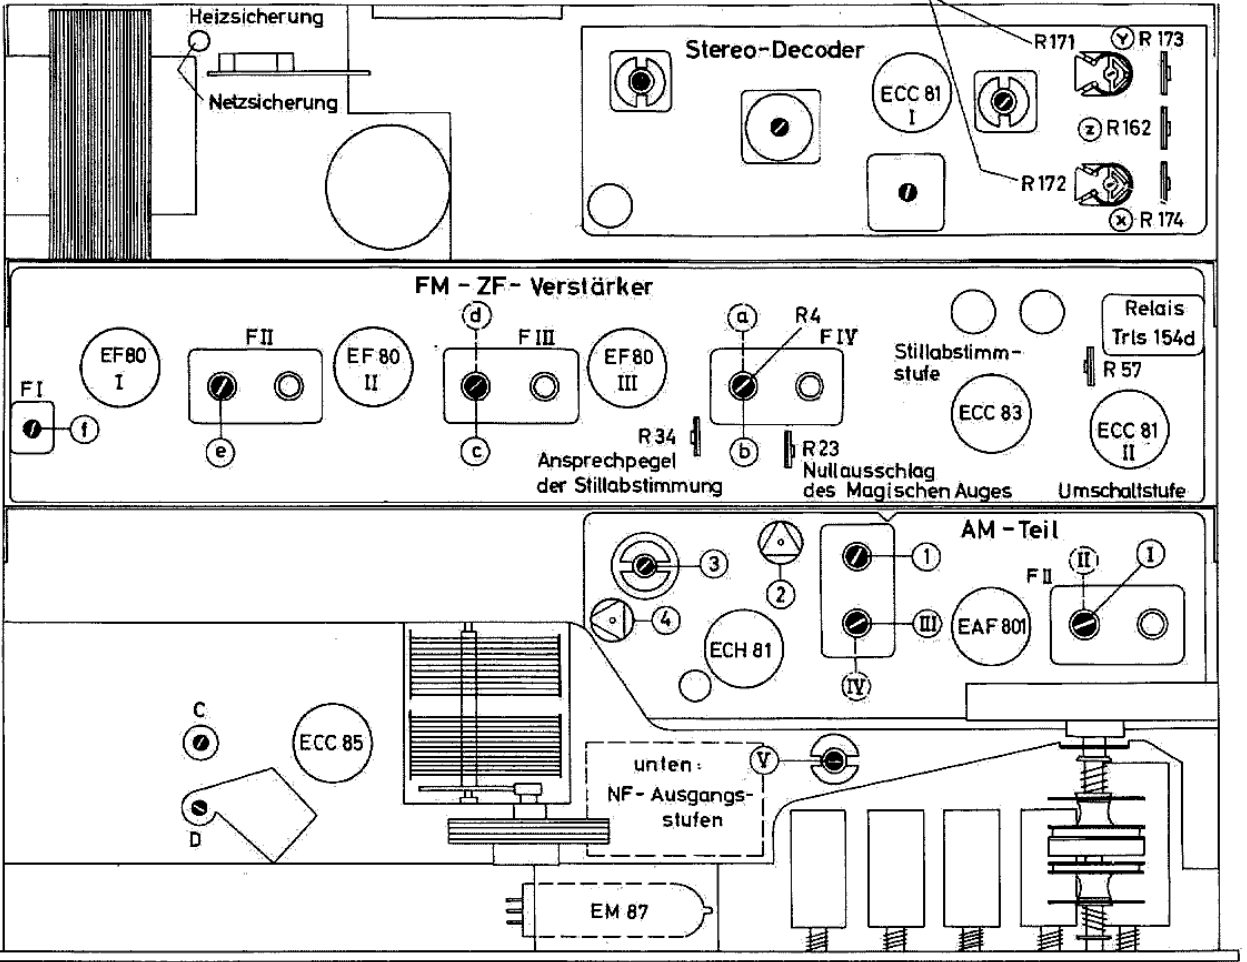 Heizsicherung
Netzsicherung
Stereo-Decoder
ECC 81
I
R171
Y R 173
Z R162
R 172
X R 174
FM - ZF - Verstärker
EF80
I
F II
EF 80
II
d
F III
EF80
III
a
R4
F IV
Stillabstimm-
stufe
ECC 83
Relais
Trls 154d
R 57
ECC 81
II
F I
f
e
c
b
R 34
Ansprechpegel
der Stillabstimmung
R 23
Nullausschlag
des Magischen Auges
Umschaltstufe
AM - Teil
3
2
4
1
III
IV
ECH 81
EAF 801
F II
II
I
C
D
ECC 85
unten:
NF - Ausgangs-
stufen
V
EM 87